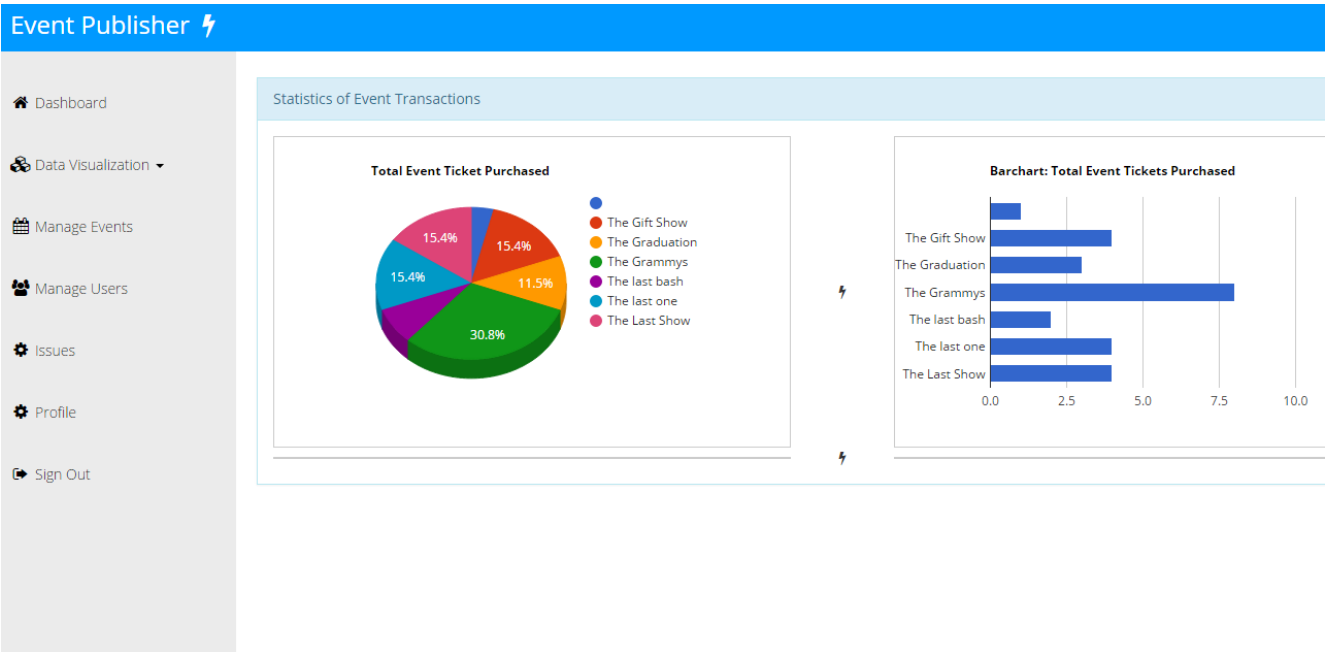 Event Publisher
Dashboard
Data Visualization
Manage Events
Manage Users
Issues
Profile
Sign Out
Statistics of Event Transactions
Total Event Ticket Purchased
15.4%
15.4%
15.4%
11.5%
30.8%
The Gift Show
The Graduation
The Grammys
The last bash
The last one
The Last Show
Barchart: Total Event Tickets Purchased
The Gift Show
The Graduation
The Grammys
The last bash
The last one
The Last Show
0.0 2.5 5.0 7.5 10.0